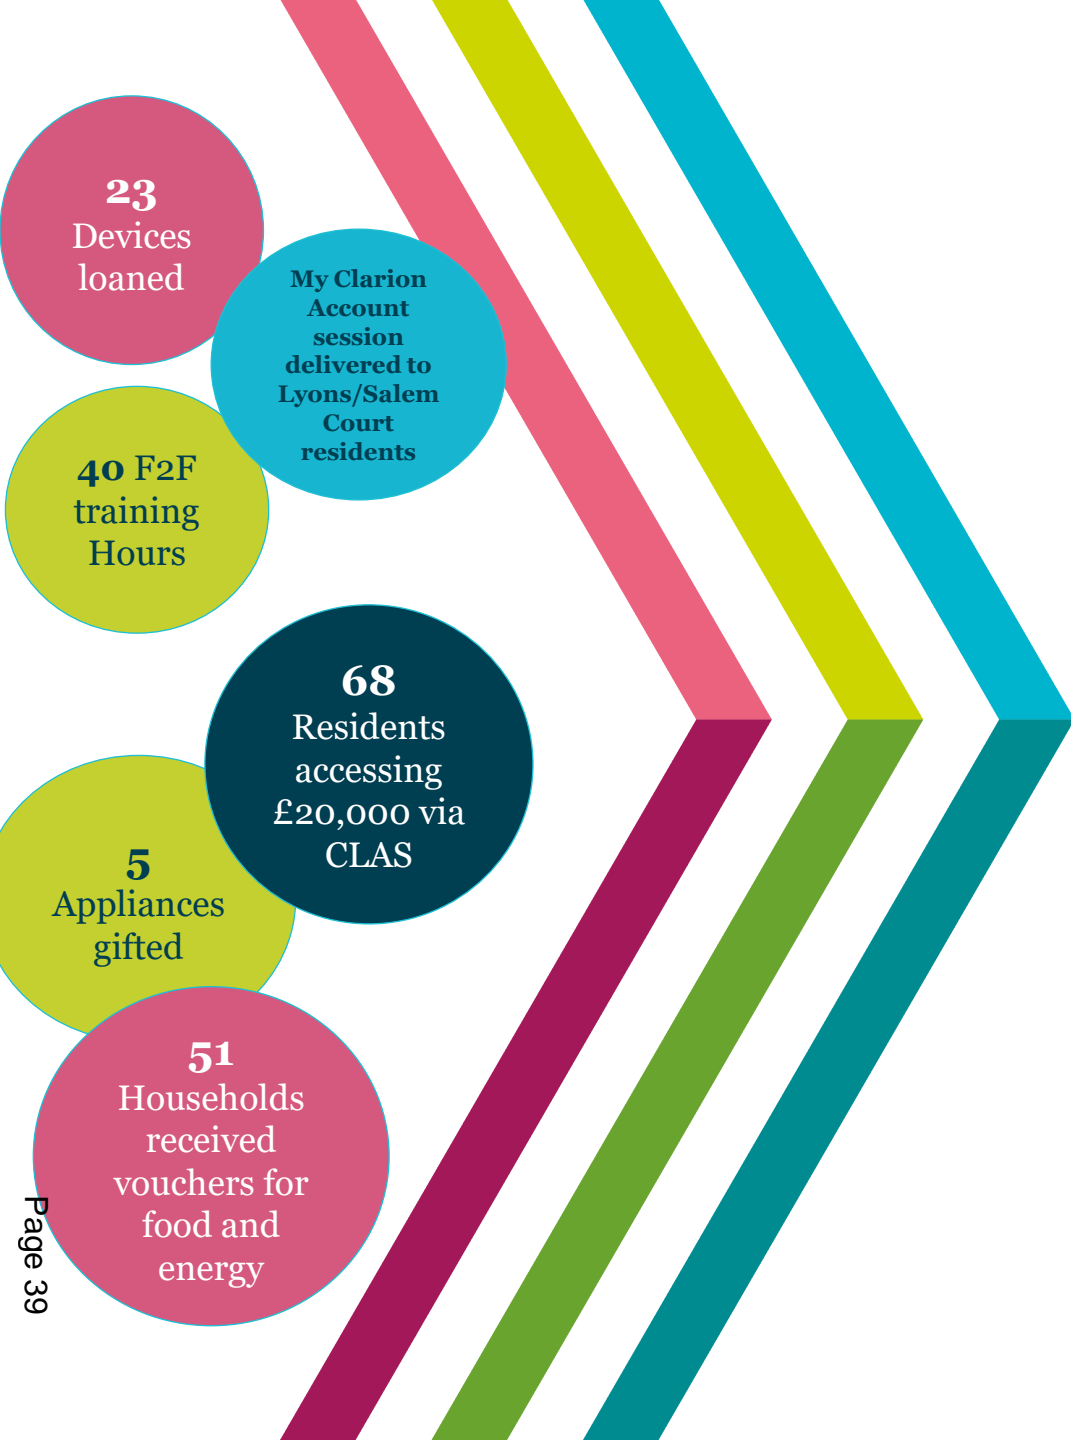 23
Devices
loaned
My Clarion
Account
session
delivered to
Lyons/Salem
Court
residents
40 F2F
training
Hours
68
Residents
accessing
£20,000 via
CLAS
5
Appliances
gifted
51
Households
received
vouchers for
food and
energy
Page 39